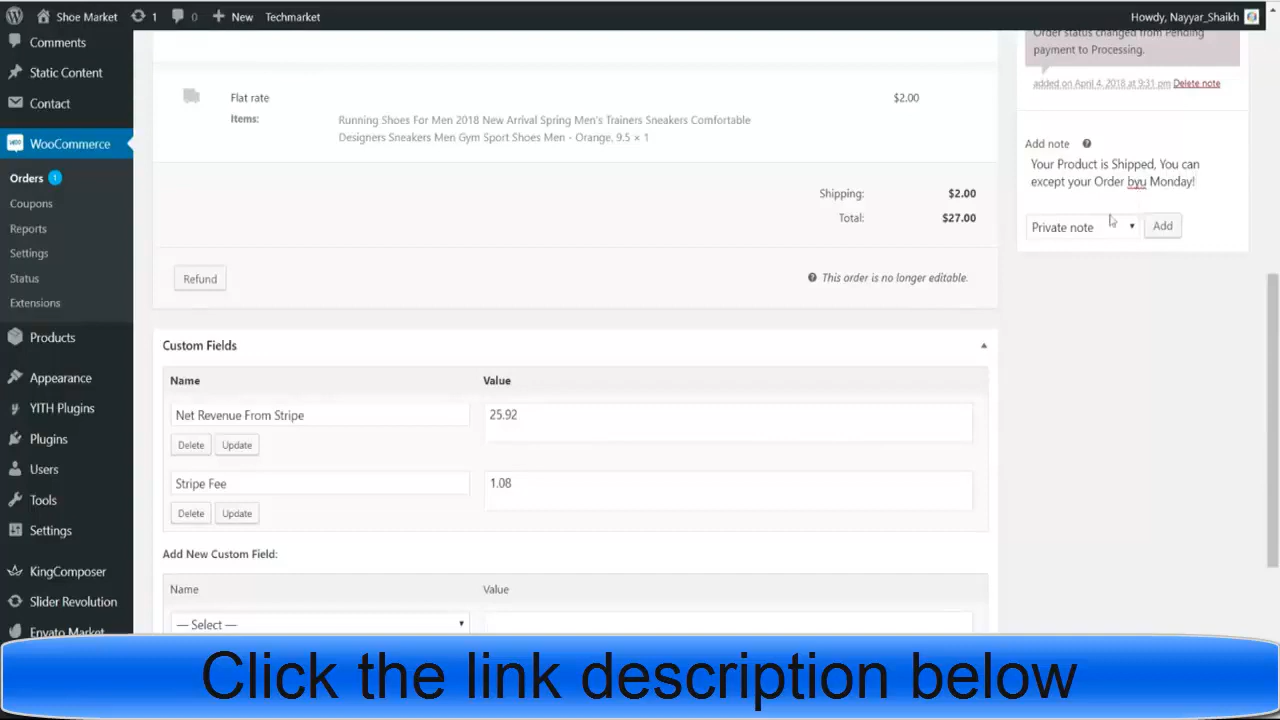 Shoe Market 1 0 New Techmarket Howdy, Nayyar_Shaikh
Comments
Static Content
Contact
WooCommerce
Orders 1
Coupons
Reports
Settings
Status
Extensions
Products
Appearance
YITH Plugins
Plugins
Users
Tools
Settings
KingComposer
Slider Revolution
Envato Market
Flat rate $2.00
Items: Running Shoes For Men 2018 New Arrival Spring Men's Trainers Sneakers Comfortable
Designers Sneakers Men Gym Sport Shoes Men - Orange, 9.5 × 1
Shipping: $2.00
Total: $27.00
Refund This order is no longer editable.
Custom Fields
Name Value
Net Revenue From Stripe 25.92
Delete Update
Stripe Fee 1.08
Delete Update
Add New Custom Field:
Name Value
— Select —
Order status changed from Pending
payment to Processing.
added on April 4, 2018 at 9:31 pm Delete note
Add note
Your Product is Shipped, You can
except your Order byu Monday!
Private note Add
Click the link description below